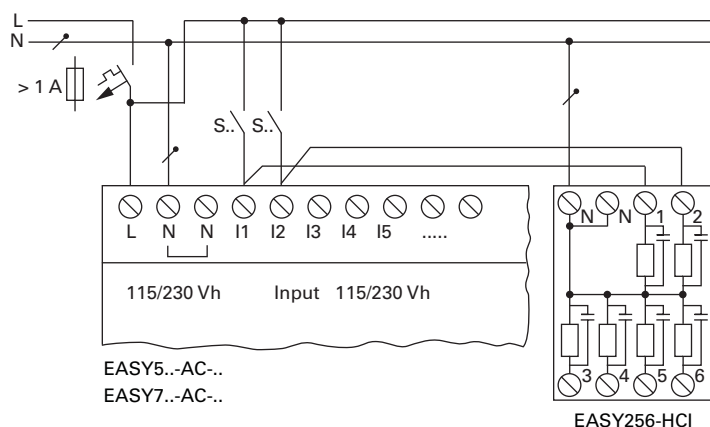 L
N
> 1 A
S.. S..
L N N I1 I2 I3 I4 I5 .....
N N 1 2
115/230 Vh Input 115/230 Vh
3 4 5 6
EASY5..-AC-..
EASY7..-AC-..
EASY256-HCI